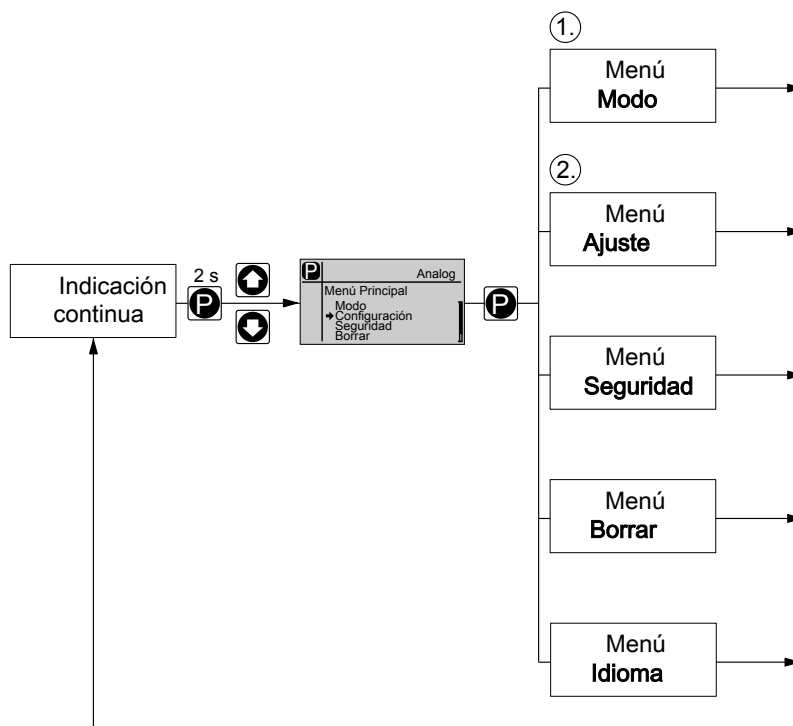 Indicación
continua
2 s
P
P
Analog
Menú Principal
Modo
Configuración
Seguridad
Borrar
P
1.
Menú
Modo
2.
Menú
Ajuste
Menú
Seguridad
Menú
Borrar
Menú
Idioma